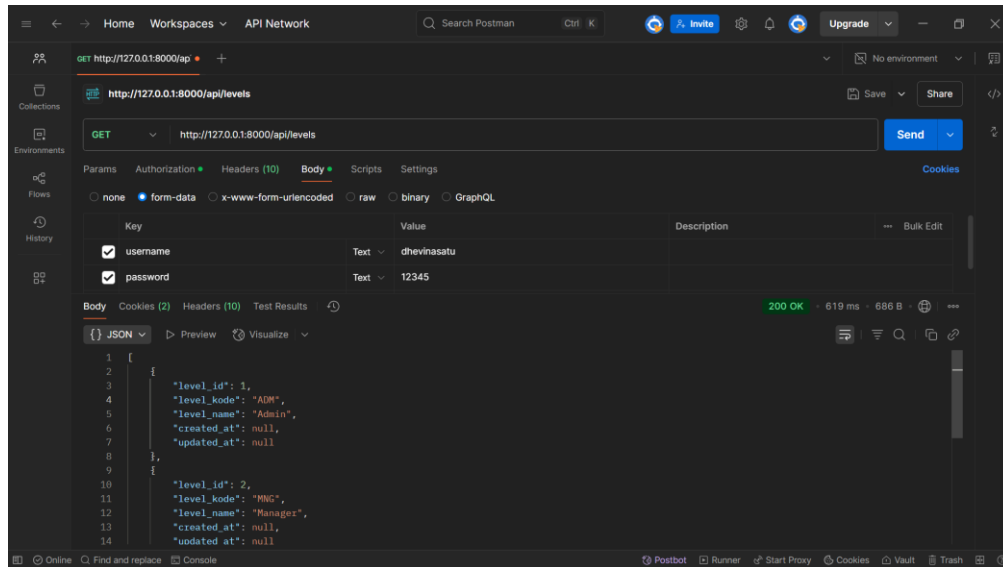 Home Workspaces API Network Search Postman Ctrl K Invite Upgrade
GET http://127.0.0.1:8000/ap No environment
HTTP http://127.0.0.1:8000/api/levels Save Share
GET http://127.0.0.1:8000/api/levels Send
Params Authorization Headers (10) Body Scripts Settings Cookies
none form-data x-www-form-urlencoded raw binary GraphQL
Key Value Description Bulk Edit
username Text dhevinasatu
password Text 12345
Collections
Environments
Flows
History
Body Cookies (2) Headers (10) Test Results 200 OK 619 ms 686 B
{} JSON Preview Visualize
1 [
2 {
3 "level_id": 1,
4 "level_kode": "ADM",
5 "level_name": "Admin",
6 "created_at": null,
7 "updated_at": null
8 },
9 {
10 "level_id": 2,
11 "level_kode": "MNG",
12 "level_name": "Manager",
13 "created_at": null,
14 "updated_at": null
Online Find and replace Console Postbot Runner Start Proxy Cookies Vault Trash